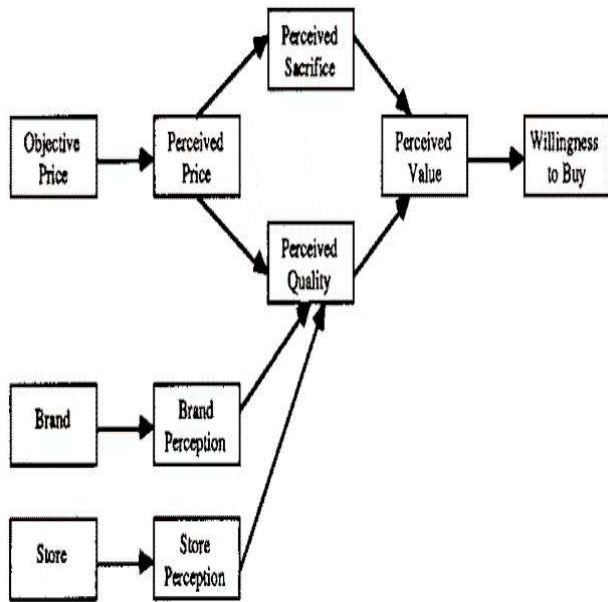 Perceived
Sacrifice
Objective
Price
Perceived
Price
Perceived
Value
Willingness
to Buy
Perceived
Quality
Brand
Brand
Perception
Store
Store
Perception